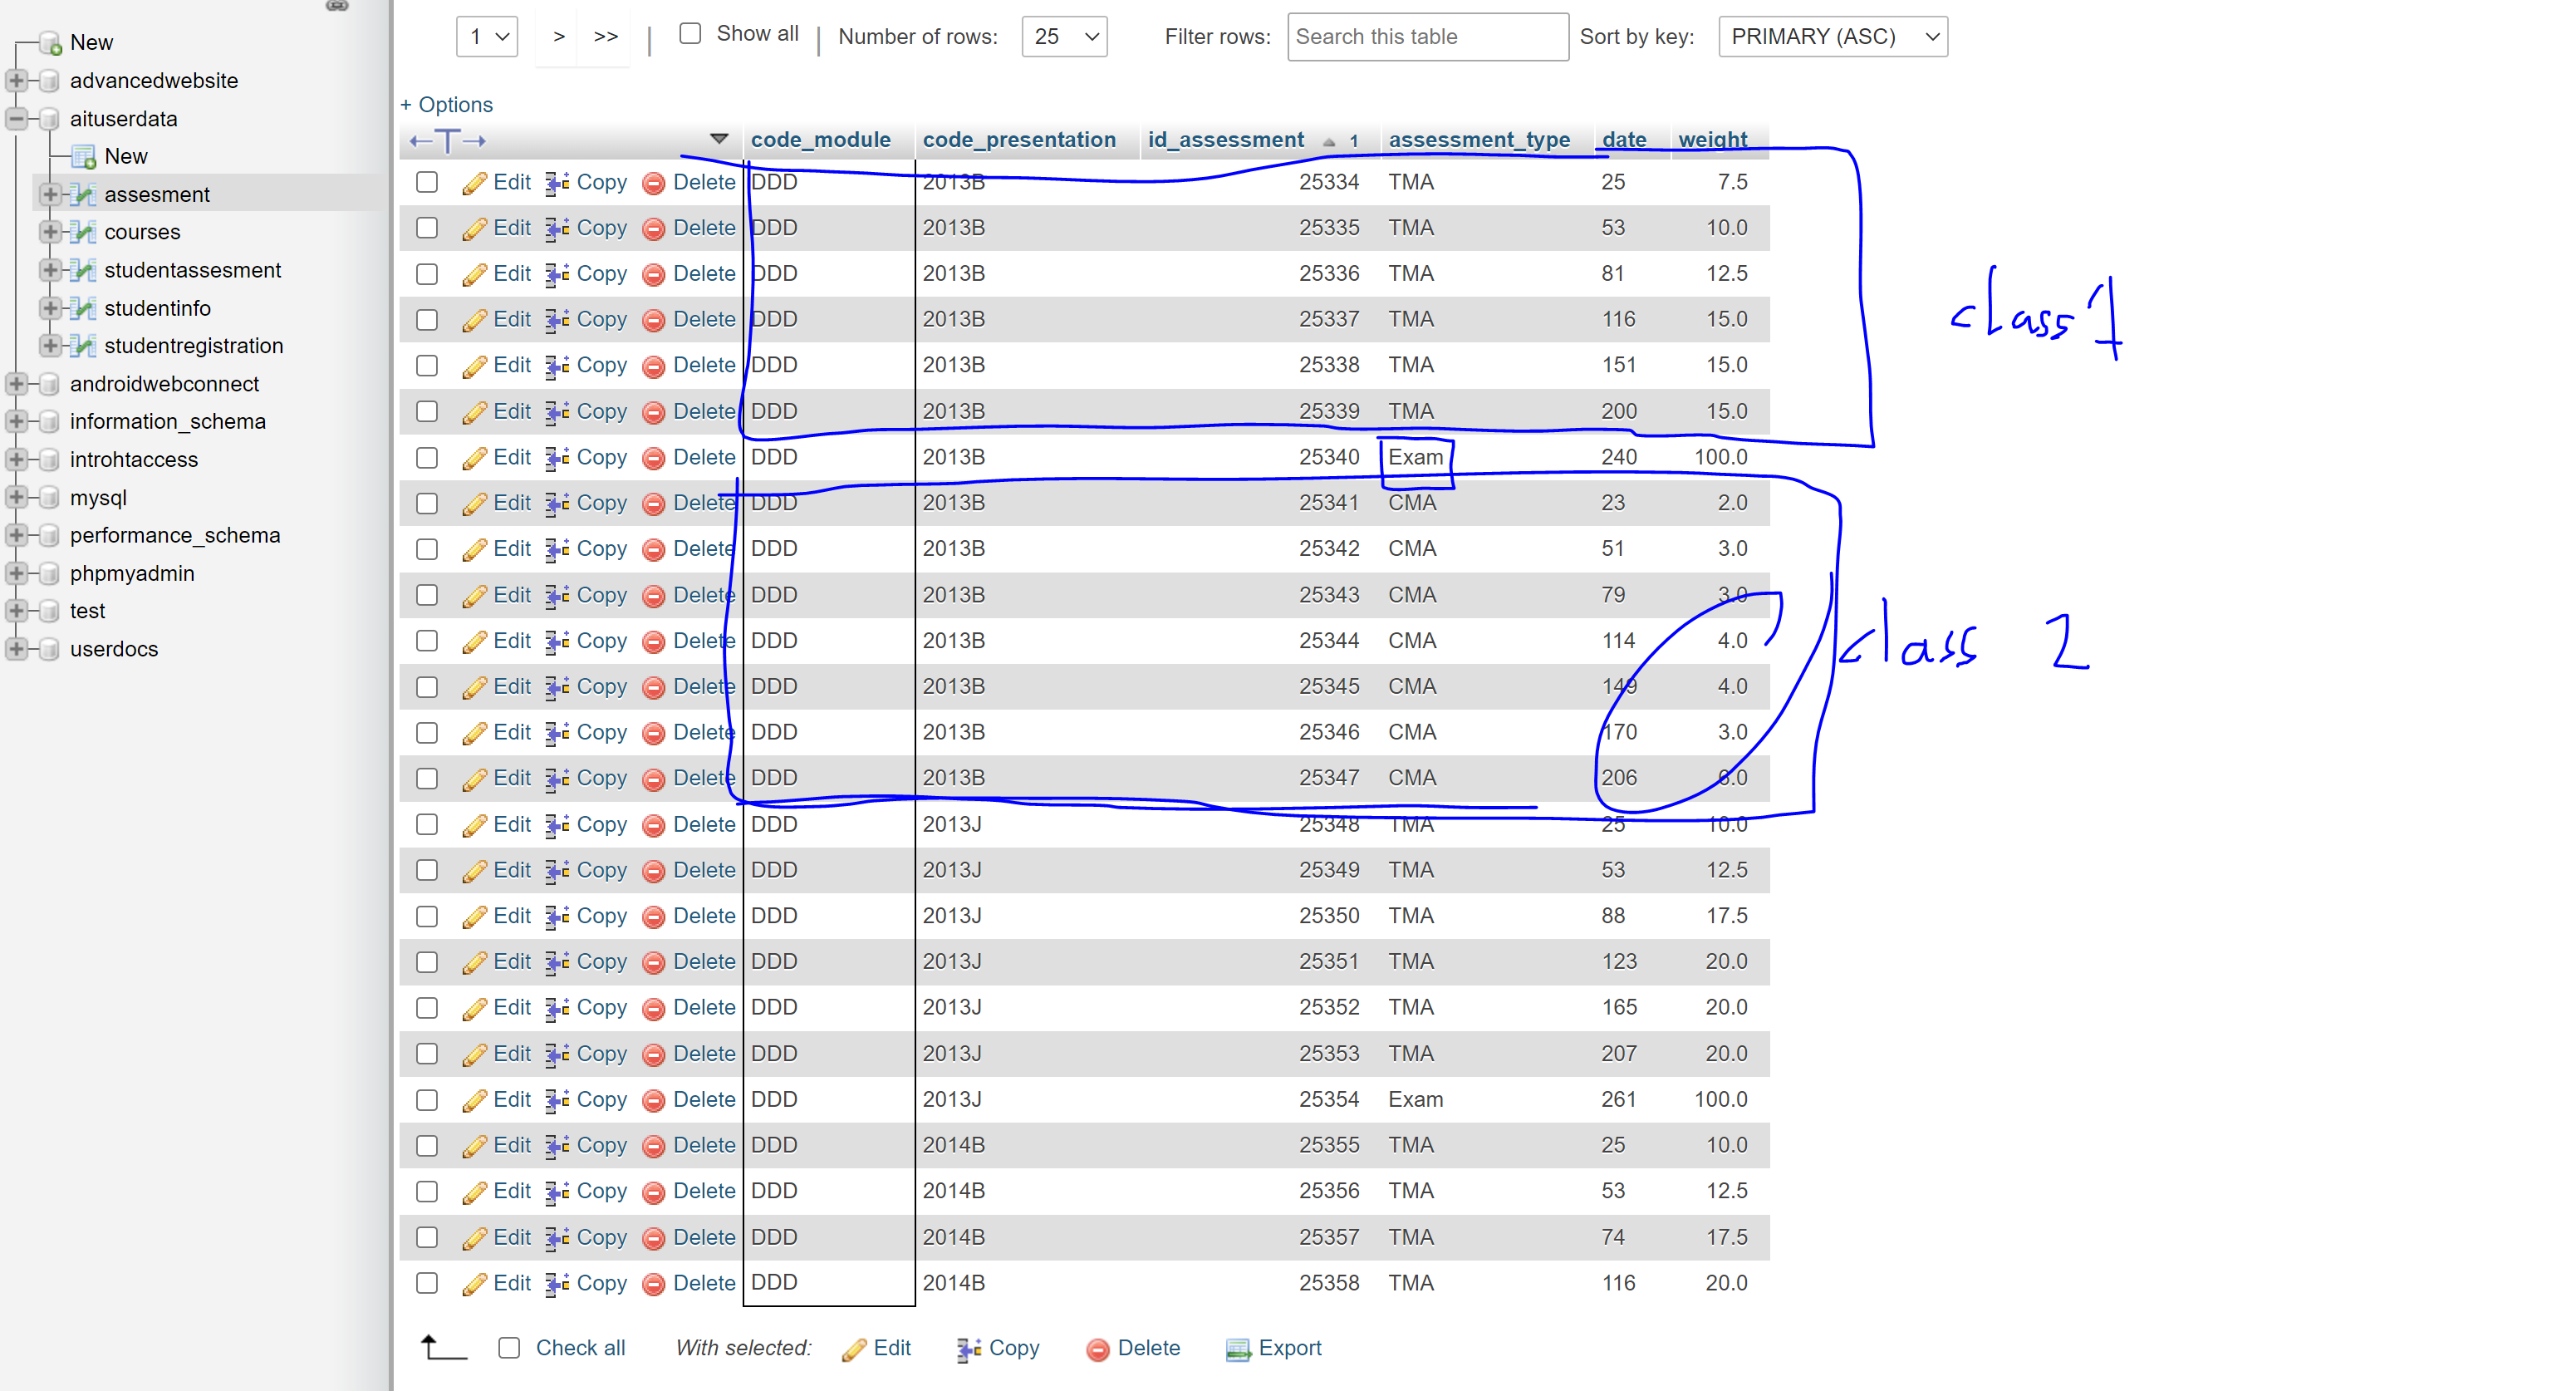 1 > >> | Show all | Number of rows: 25 Filter rows: Search this table Sort by key: PRIMARY (ASC)
New
advancedwebsite
aituserdata
New
assesment
courses
studentassesment
studentinfo
studentregistration
androidwebconnect
information_schema
introhtaccess
mysql
performance_schema
phpmyadmin
test
userdocs
+ Options
←T→ code_module code_presentation id_assessment 1 assessment_type date weight
Edit Copy Delete DDD 2013B 25334 TMA 25 7.5
Edit Copy Delete DDD 2013B 25335 TMA 53 10.0
Edit Copy Delete DDD 2013B 25336 TMA 81 12.5
Edit Copy Delete DDD 2013B 25337 TMA 116 15.0
class 1
Edit Copy Delete DDD 2013B 25338 TMA 151 15.0
Edit Copy Delete DDD 2013B 25339 TMA 200 15.0
Edit Copy Delete DDD 2013B 25340 Exam 240 100.0
Edit Copy Delete DDD 2013B 25341 CMA 23 2.0
Edit Copy Delete DDD 2013B 25342 CMA 51 3.0
Edit Copy Delete DDD 2013B 25343 CMA 79 3.0
Edit Copy Delete DDD 2013B 25344 CMA 114 4.0
class 2
Edit Copy Delete DDD 2013B 25345 CMA 149 4.0
Edit Copy Delete DDD 2013B 25346 CMA 170 3.0
Edit Copy Delete DDD 2013B 25347 CMA 206 6.0
Edit Copy Delete DDD 2013J 25348 TMA 25 10.0
Edit Copy Delete DDD 2013J 25349 TMA 53 12.5
Edit Copy Delete DDD 2013J 25350 TMA 88 17.5
Edit Copy Delete DDD 2013J 25351 TMA 123 20.0
Edit Copy Delete DDD 2013J 25352 TMA 165 20.0
Edit Copy Delete DDD 2013J 25353 TMA 207 20.0
Edit Copy Delete DDD 2013J 25354 Exam 261 100.0
Edit Copy Delete DDD 2014B 25355 TMA 25 10.0
Edit Copy Delete DDD 2014B 25356 TMA 53 12.5
Edit Copy Delete DDD 2014B 25357 TMA 74 17.5
Edit Copy Delete DDD 2014B 25358 TMA 116 20.0
Check all With selected: Edit Copy Delete Export